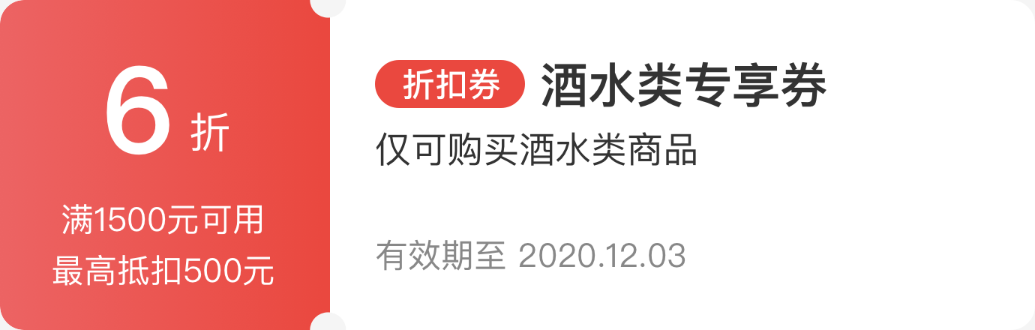 6 折
满1500元可用
最高抵扣500元
折扣券 酒水类专享券
仅可购买酒水类商品
有效期至 2020.12.03